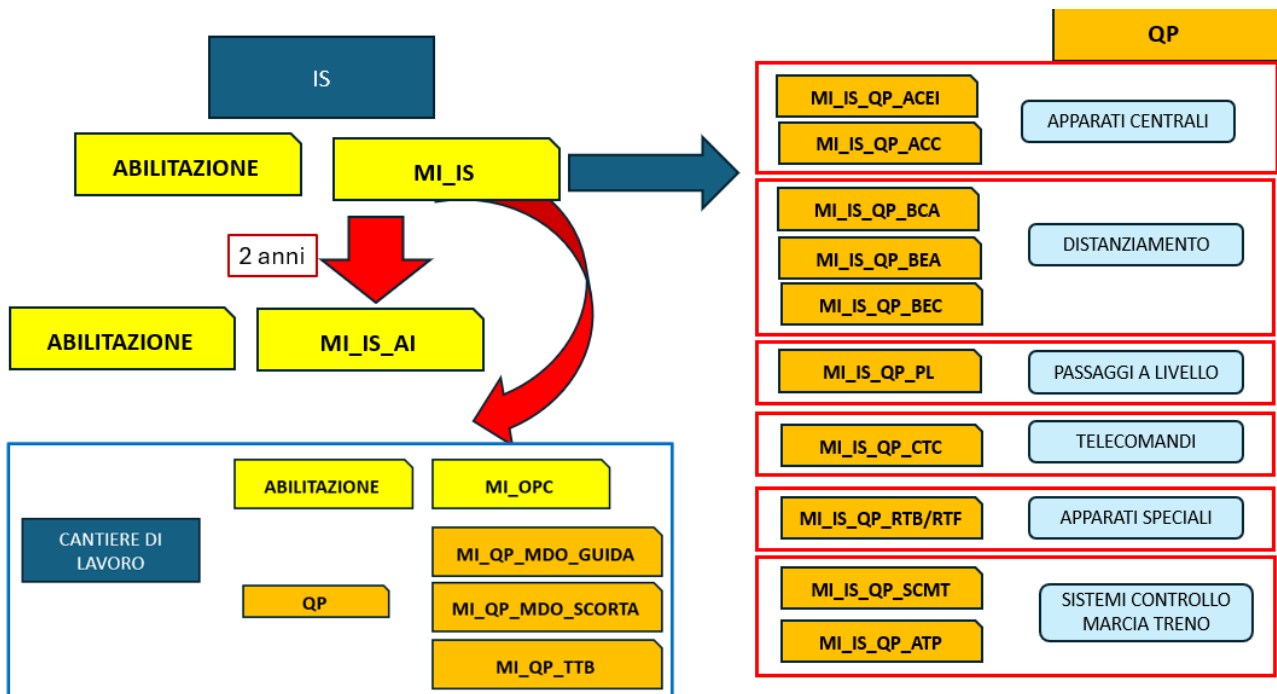 IS
ABILITAZIONE
MI_IS
2 anni
ABILITAZIONE
MI_IS_AI
CANTIERE DI
LAVORO
ABILITAZIONE
MI_OPC
QP
MI_QP_MDO_GUIDA
MI_QP_MDO_SCORTA
MI_QP_TTB
QP
MI_IS_QP_ACEI
MI_IS_QP_ACC
APPARATI CENTRALI
MI_IS_QP_BCA
MI_IS_QP_BEA
MI_IS_QP_BEC
DISTANZIAMENTO
MI_IS_QP_PL
PASSAGGI A LIVELLO
MI_IS_QP_CTC
TELECOMANDI
MI_IS_QP_RTB/RTF
APPARATI SPECIALI
MI_IS_QP_SCMT
MI_IS_QP_ATP
SISTEMI CONTROLLO
MARCIA TRENO